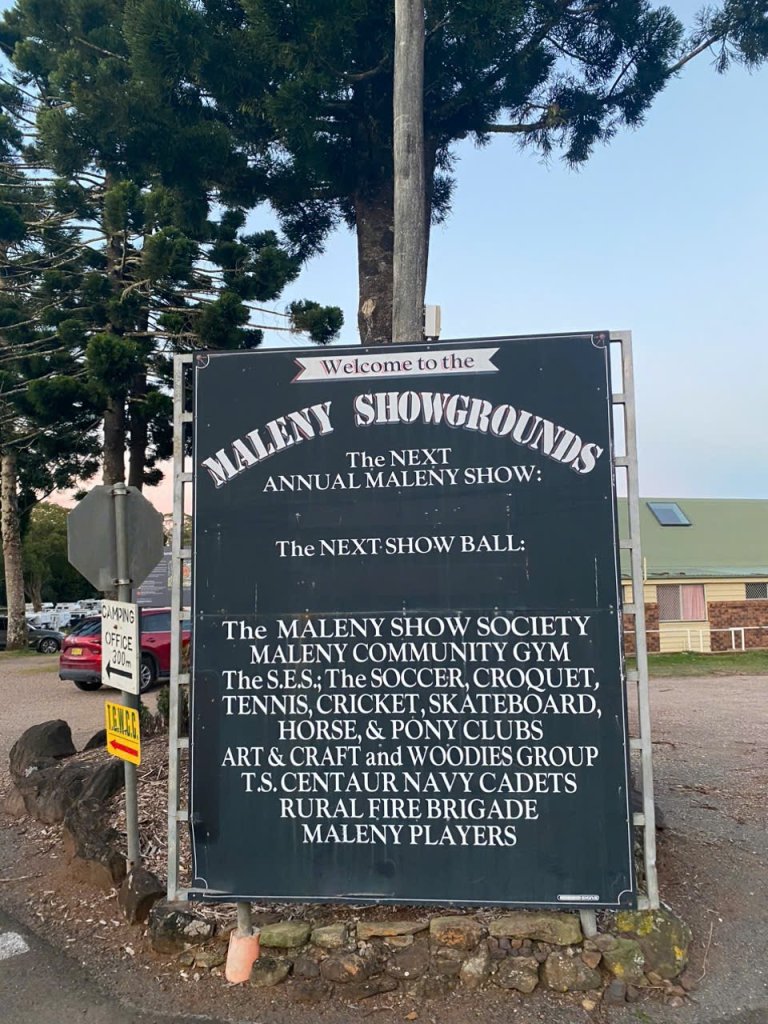 Welcome to the
MALENY SHOWGROUNDS
The NEXT
ANNUAL MALENY SHOW:
The NEXT SHOW BALL:
The MALENY SHOW SOCIETY
MALENY COMMUNITY GYM
The S.E.S.; The SOCCER, CROQUET,
TENNIS, CRICKET, SKATEBOARD,
HORSE, & PONY CLUBS
ART & CRAFT and WOODIES GROUP
T.S. CENTAUR NAVY CADETS
RURAL FIRE BRIGADE
MALENY PLAYERS
CAMPING
OFFICE
300m